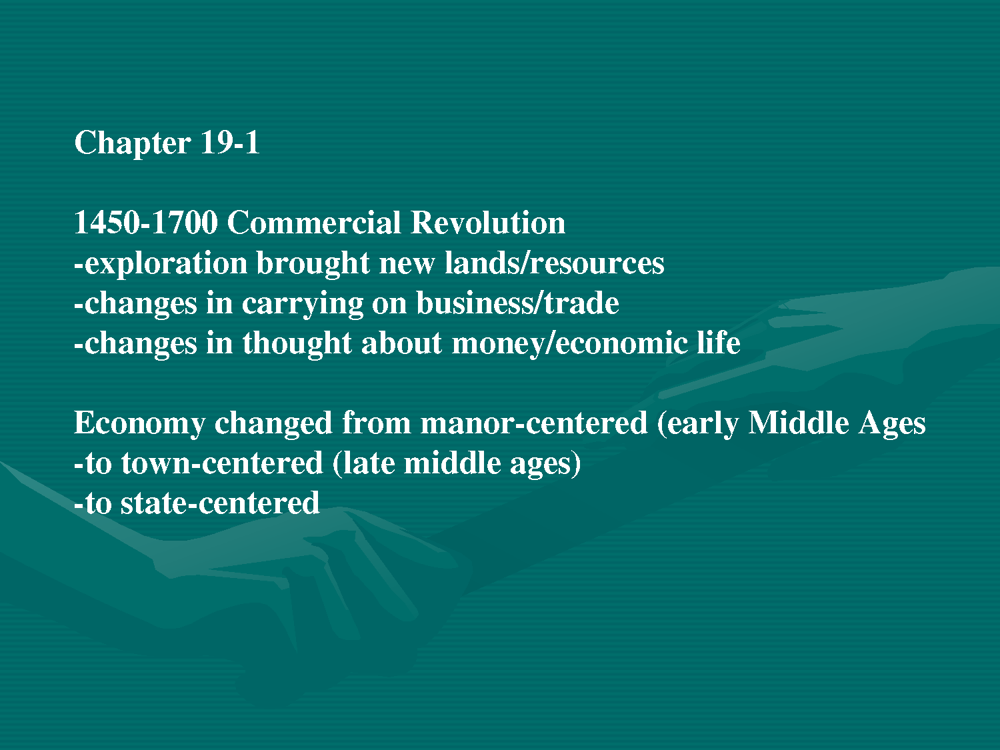 Chapter 19-1
1450-1700 Commercial Revolution
-exploration brought new lands/resources
-changes in carrying on business/trade
-changes in thought about money/economic life
Economy changed from manor-centered (early Middle Ages
-to town-centered (late middle ages)
-to state-centered